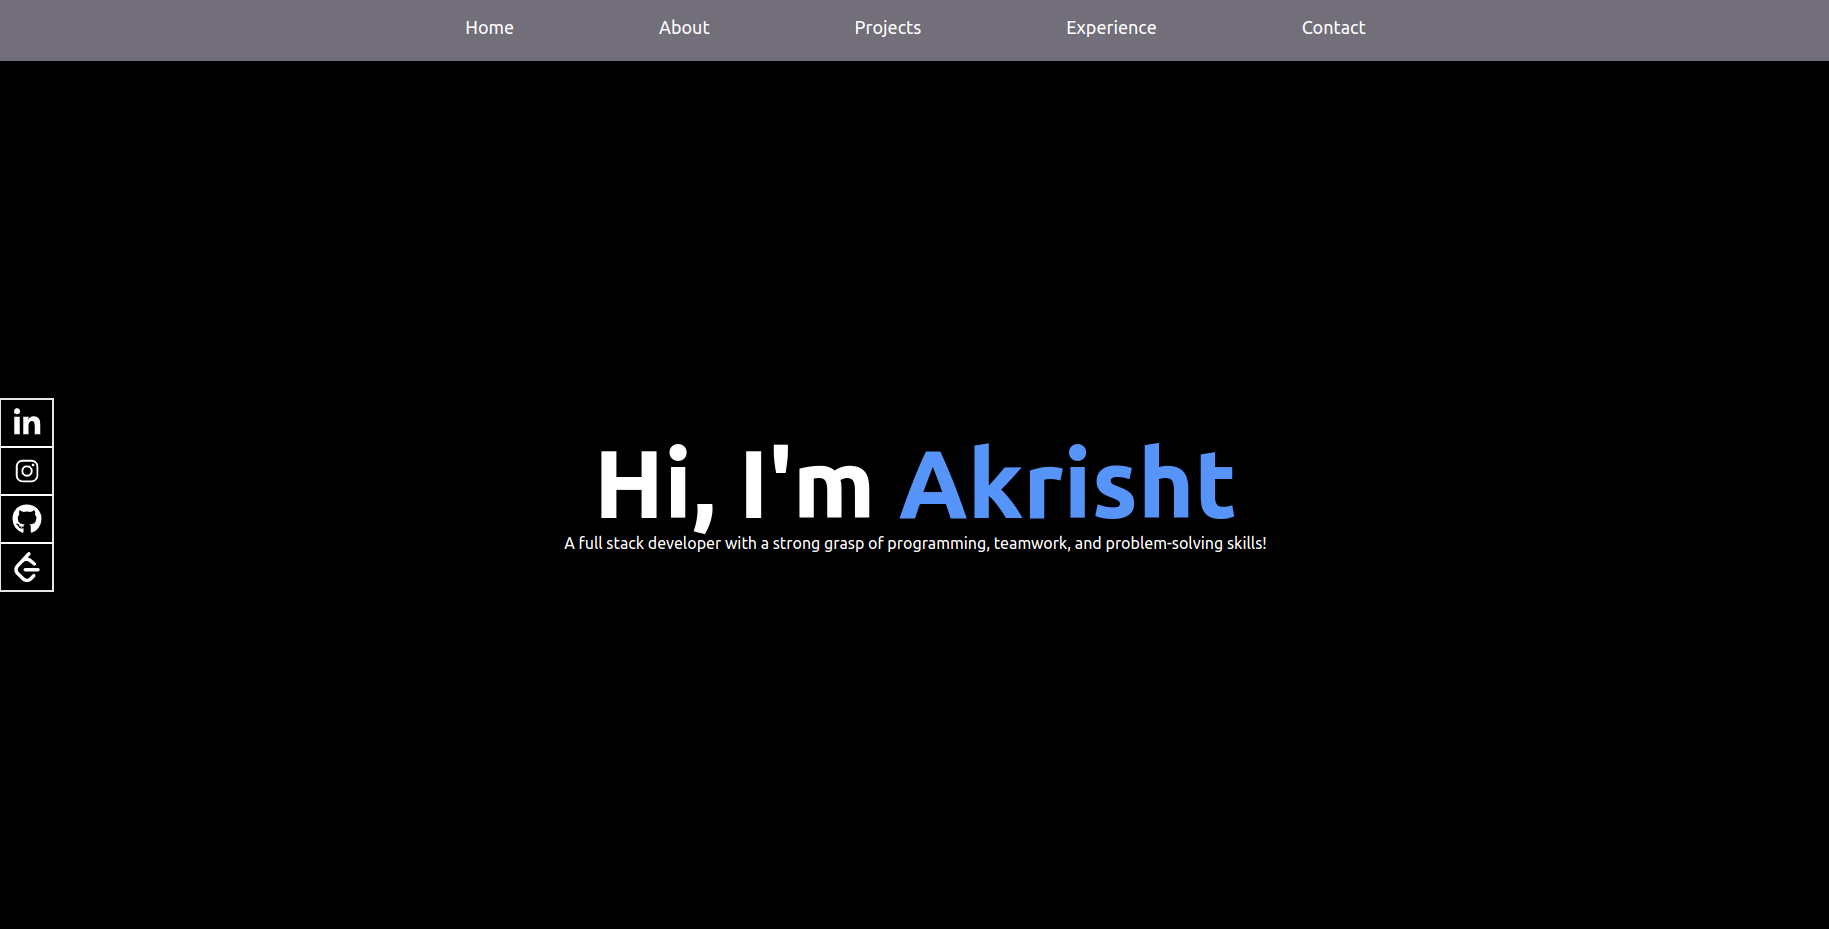 Home About Projects Experience Contact
in
Hi, I'm Akrisht
A full stack developer with a strong grasp of programming, teamwork, and problem-solving skills!